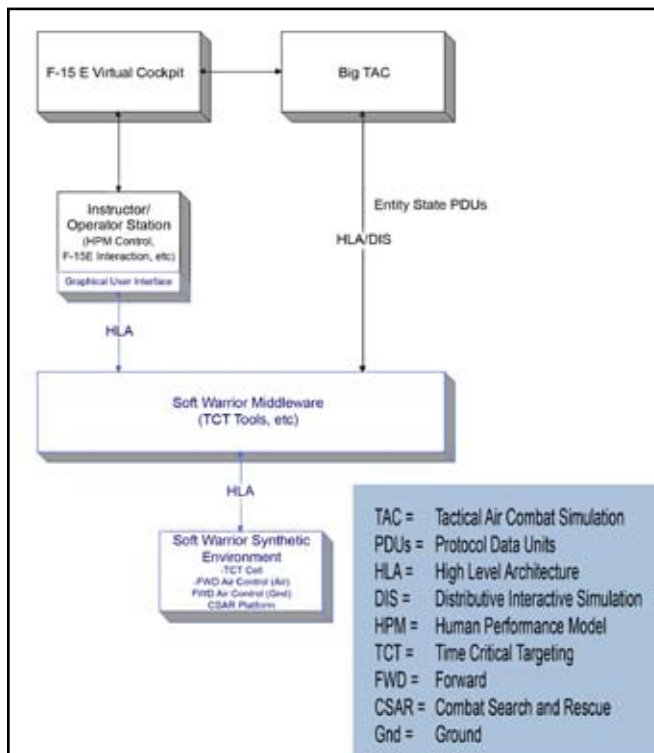 F-15 E Virtual Cockpit
Big TAC
Instructor/
Operator Station
(HPM Control,
F-15E Interaction, etc)
Graphical User Interface
Entity State PDUs
HLA/DIS
HLA
Soft Warrior Middleware
(TCT Tools, etc)
HLA
Soft Warrior Synthetic
Environment
-TCT Cell
-FWD Air Control (Air)
FWD Air Control (Gnd)
CSAR Platform
TAC = Tactical Air Combat Simulation
PDUs = Protocol Data Units
HLA = High Level Architecture
DIS = Distributive Interactive Simulation
HPM = Human Performance Model
TCT = Time Critical Targeting
FWD = Forward
CSAR = Combat Search and Rescue
Gnd = Ground